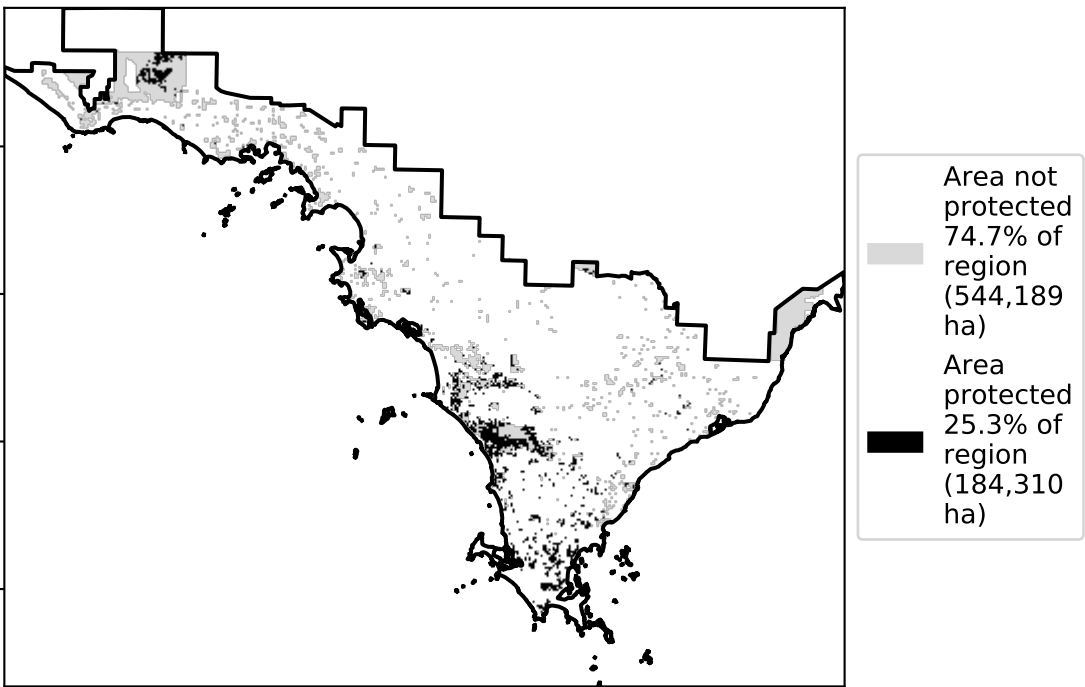 Area not
protected
74.7% of
region
(544,189
ha)
Area
protected
25.3% of
region
(184,310
ha)